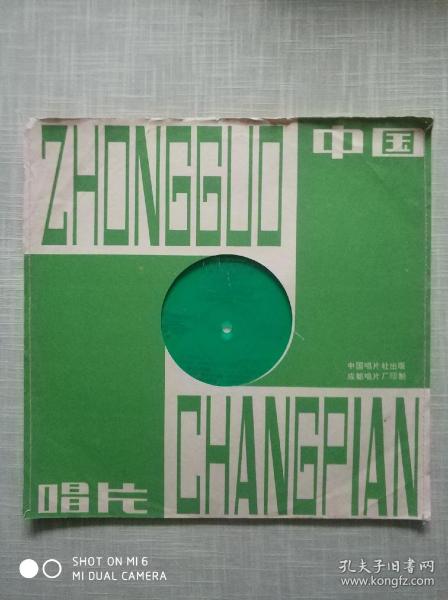 ZHONGGUO
中国
中国唱片社出版
成都唱片厂印制
唱片
CHANGPIAN
SHOT ON MI 6
MI DUAL CAMERA
孔夫子旧书网
www.kongfz.com